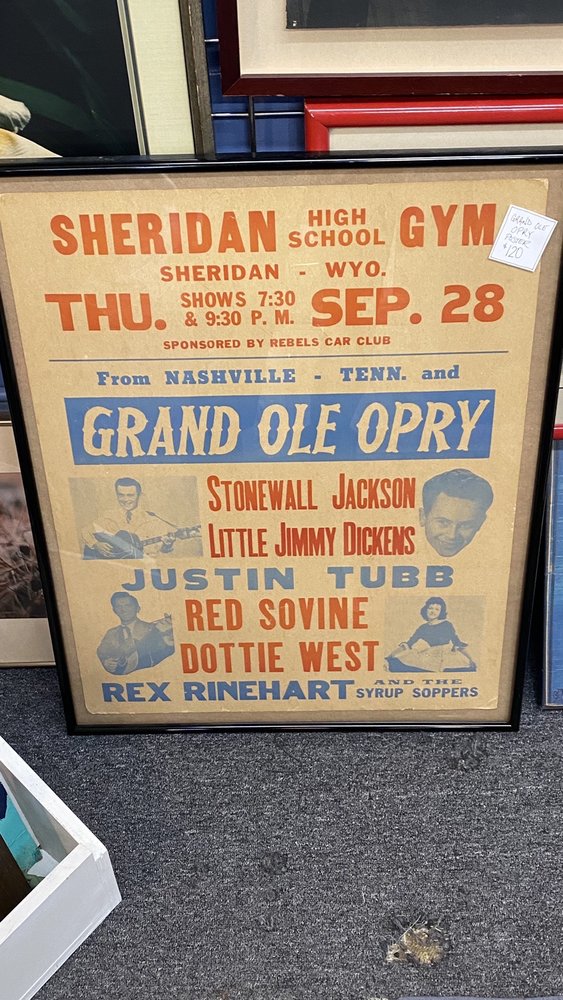 SHERIDAN HIGH SCHOOL GYM
SHERIDAN - WYO.
THU. SHOWS 7:30 & 9:30 P. M. SEP. 28
SPONSORED BY REBELS CAR CLUB
From NASHVILLE - TENN. and
GRAND OLE OPRY
STONEWALL JACKSON
LITTLE JIMMY DICKENS
JUSTIN TUBB
RED SOVINE
DOTTIE WEST
REX RINEHART AND THE SYRUP SOPPERS
GRAND OLE
OPRY
POSTER
$120